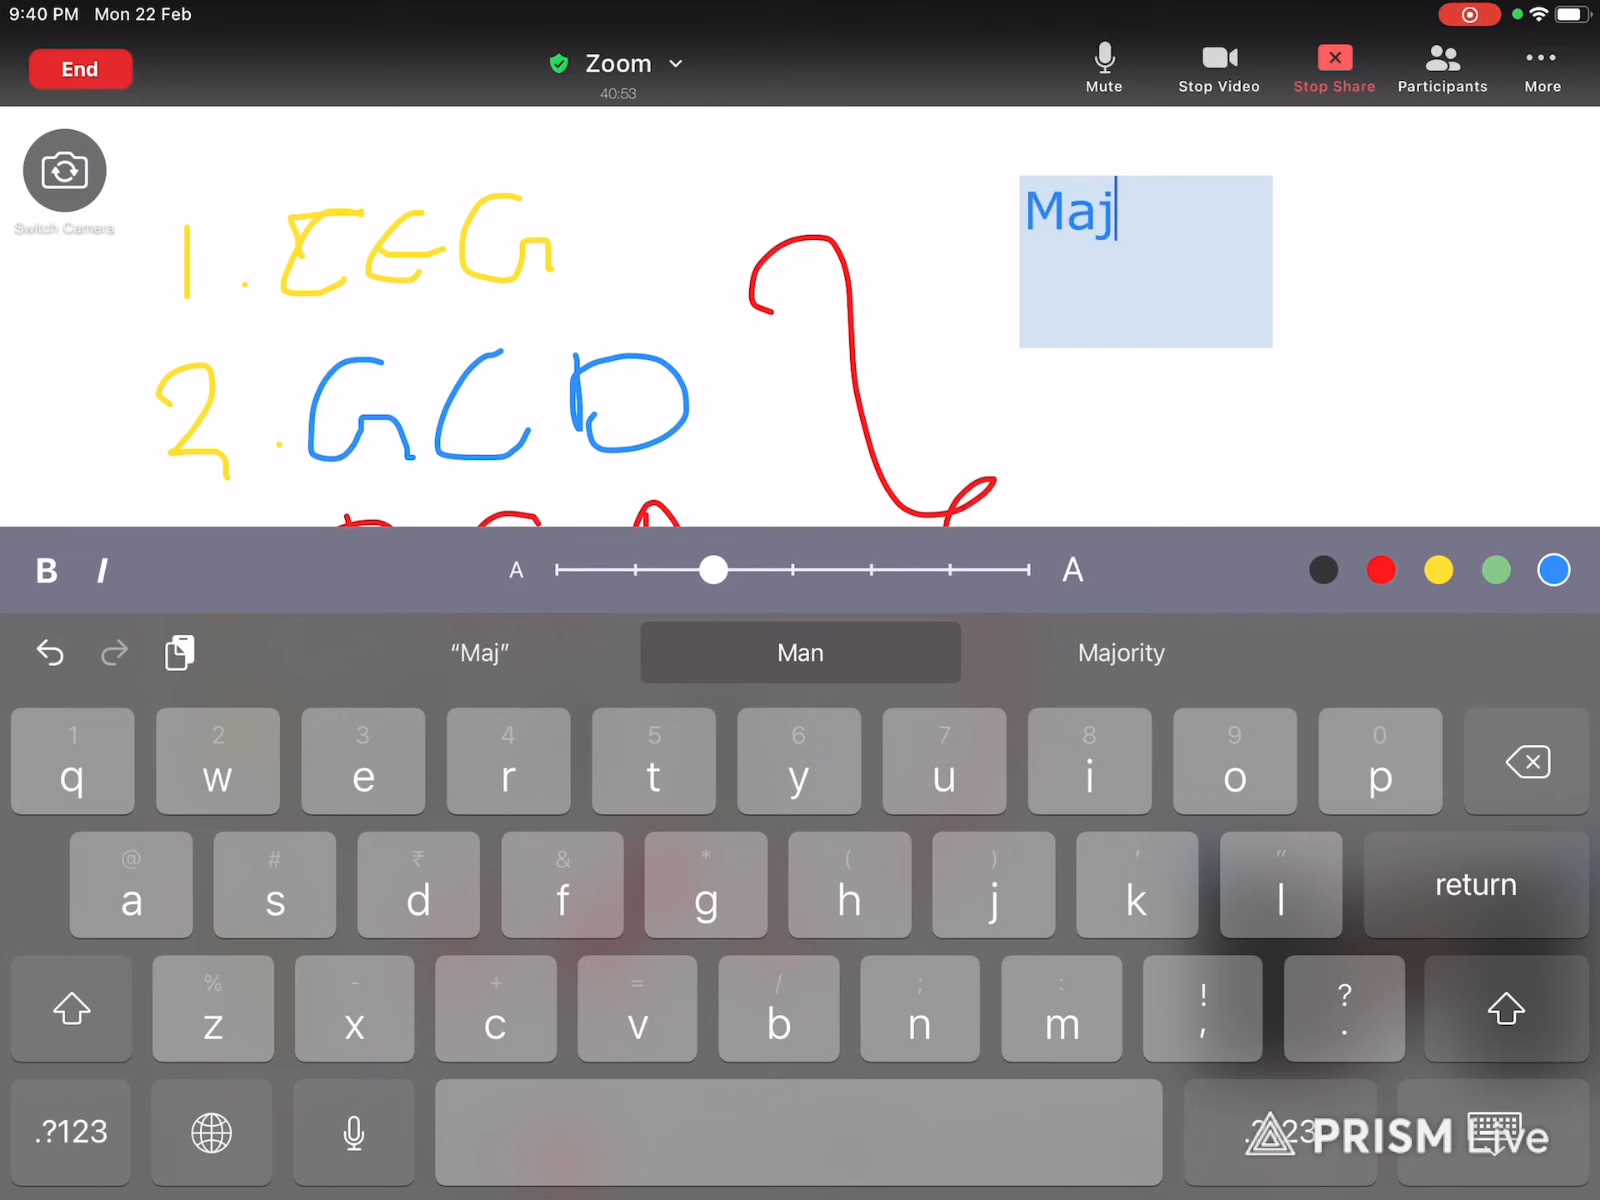 9:40 PM Mon 22 Feb
End
Zoom
40:53
Mute
Stop Video
Stop Share
Participants
More
Switch Camera
1. EEG
Maj
2. GCD
B I A A
“Maj” Man Majority
1 2 3 4 5 6 7 8 9 0
q w e r t y u i o p
@ # ₹ & * ( ) ' "
a s d f g h j k l return
% - + = / ; : ! ?
z x c v b n m , .
.?123 .?123
PRISM Live